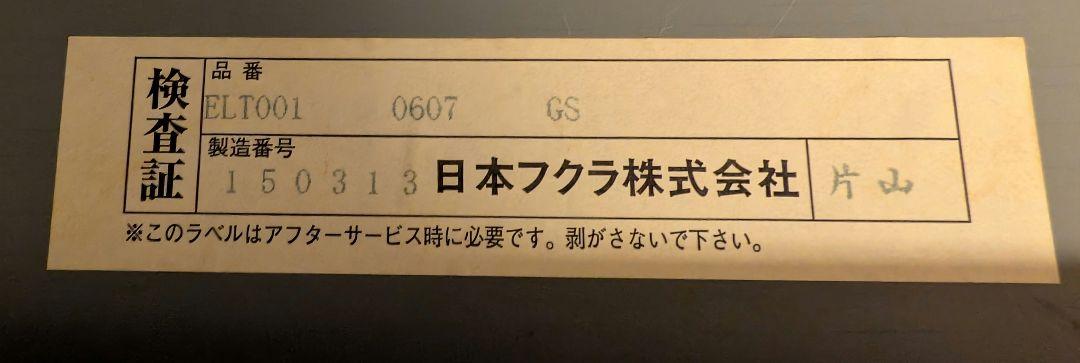 検査証
品番
ELT001 0607 GS
製造番号
150313 日本フクラ株式会社 片山
※このラベルはアフターサービス時に必要です。剥がさないで下さい。